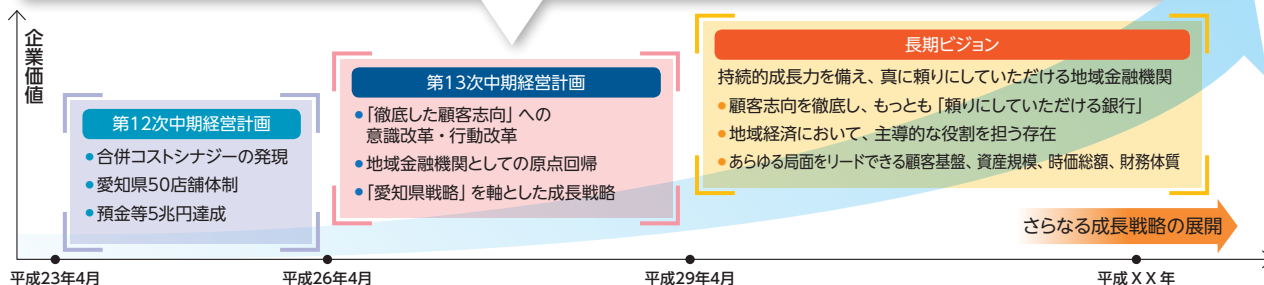 企業価値
第12次中期経営計画
●合併コストシナジーの発現
●愛知県50店舗体制
●預金等5兆円達成
第13次中期経営計画
●「徹底した顧客志向」への
意識改革・行動改革
●地域金融機関としての原点回帰
●「愛知県戦略」を軸とした成長戦略
長期ビジョン
持続的成長力を備え、真に頼りにしていただける地域金融機関
●顧客志向を徹底し、もっとも「頼りにしていただける銀行」
●地域経済において、主導的な役割を担う存在
●あらゆる局面をリードできる顧客基盤、資産規模、時価総額、財務体質
さらなる成長戦略の展開
平成23年4月
平成26年4月
平成29年4月
平成XX年